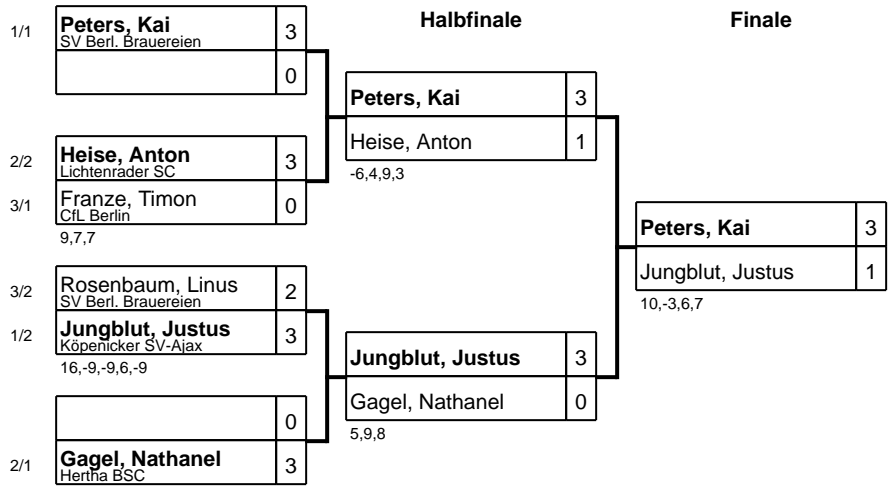 Halbfinale
Finale
1/1
Peters, Kai
3
SV Berl. Brauereien
0
Peters, Kai
3
Heise, Anton
1
-6,4,9,3
2/2
Heise, Anton
3
Lichtenrader SC
3/1
Franze, Timon
0
CfL Berlin
9,7,7
Peters, Kai
3
Jungblut, Justus
1
10,-3,6,7
3/2
Rosenbaum, Linus
2
SV Berl. Brauereien
1/2
Jungblut, Justus
3
Köpenicker SV-Ajax
16,-9,-9,6,-9
Jungblut, Justus
3
Gagel, Nathanel
0
5,9,8
0
2/1
Gagel, Nathanel
3
Hertha BSC